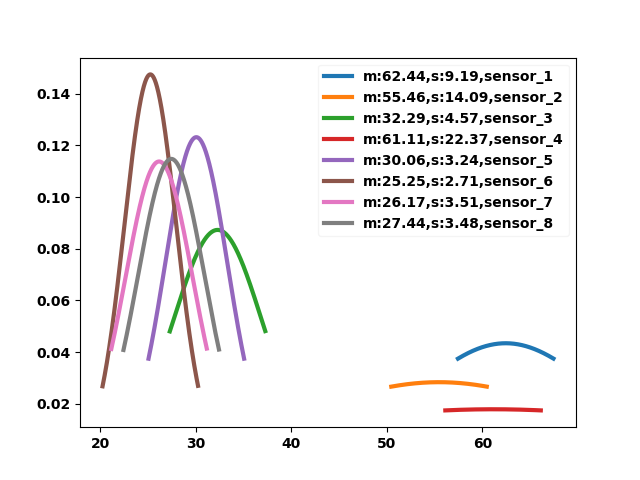 0.14
0.12
0.10
0.08
0.06
0.04
0.02
20 30 40 50 60
m:62.44,s:9.19,sensor_1
m:55.46,s:14.09,sensor_2
m:32.29,s:4.57,sensor_3
m:61.11,s:22.37,sensor_4
m:30.06,s:3.24,sensor_5
m:25.25,s:2.71,sensor_6
m:26.17,s:3.51,sensor_7
m:27.44,s:3.48,sensor_8